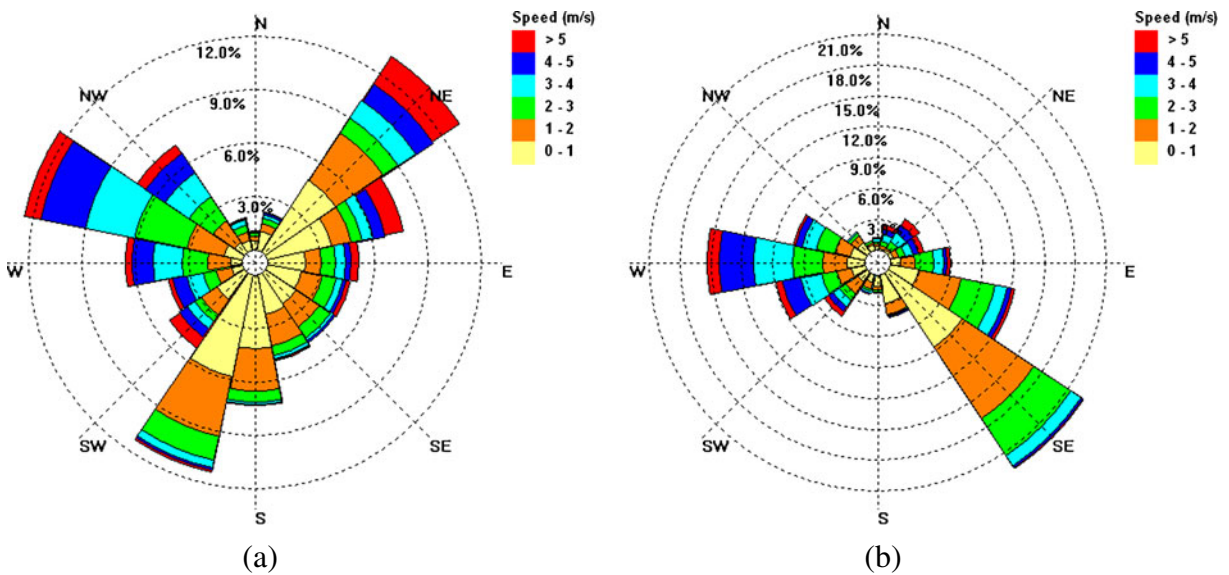 N
NE
E
SE
S
SW
W
NW
12.0%
9.0%
6.0%
3.0%
Speed (m/s)
> 5
4 - 5
3 - 4
2 - 3
1 - 2
0 - 1
(a)
N
NE
E
SE
S
SW
W
NW
21.0%
18.0%
15.0%
12.0%
9.0%
6.0%
Speed (m/s)
> 5
4 - 5
3 - 4
2 - 3
1 - 2
0 - 1
(b)